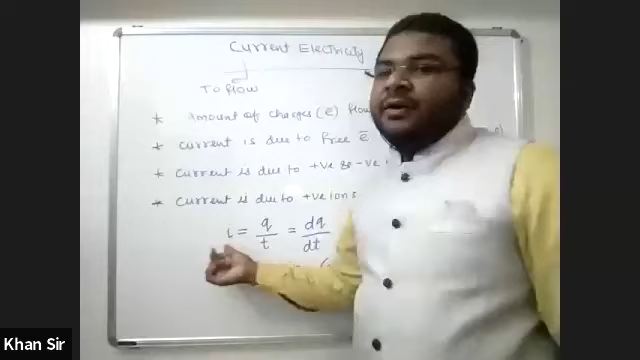 Current Electricity
To flow
* Amount of charges (e̅) flow
* current is due to free e̅
* current is due to +ve & -ve i
* current is due to +ve ions
i = q/t = dq/dt
Khan Sir